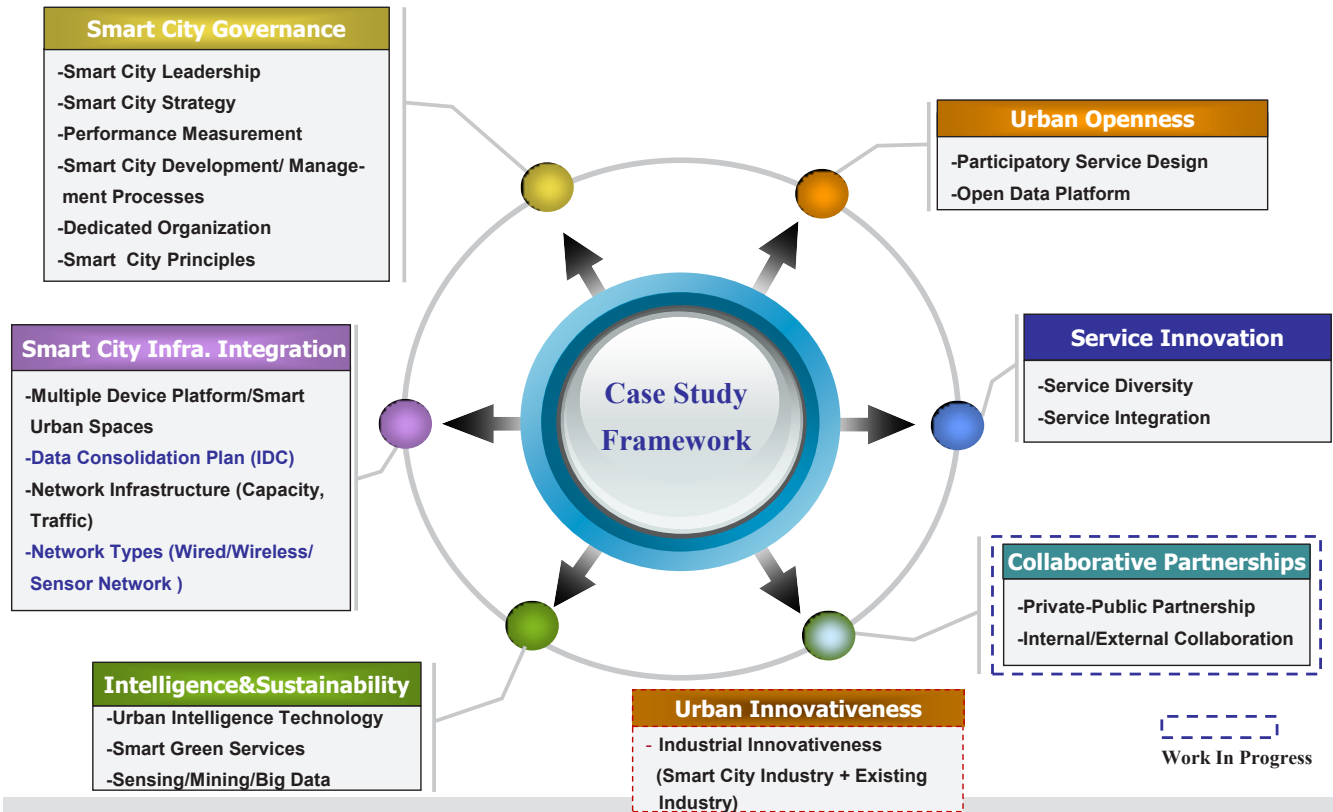 Smart City Governance
-Smart City Leadership
-Smart City Strategy
-Performance Measurement
-Smart City Development/ Manage-
ment Processes
-Dedicated Organization
-Smart City Principles
Urban Openness
-Participatory Service Design
-Open Data Platform
Smart City Infra. Integration
-Multiple Device Platform/Smart
Urban Spaces
-Data Consolidation Plan (IDC)
-Network Infrastructure (Capacity,
Traffic)
-Network Types (Wired/Wireless/
Sensor Network )
Case Study
Framework
Service Innovation
-Service Diversity
-Service Integration
Collaborative Partnerships
-Private-Public Partnership
-Internal/External Collaboration
Intelligence&Sustainability
-Urban Intelligence Technology
-Smart Green Services
-Sensing/Mining/Big Data
Urban Innovativeness
- Industrial Innovativeness
(Smart City Industry + Existing
Industry)
Work In Progress